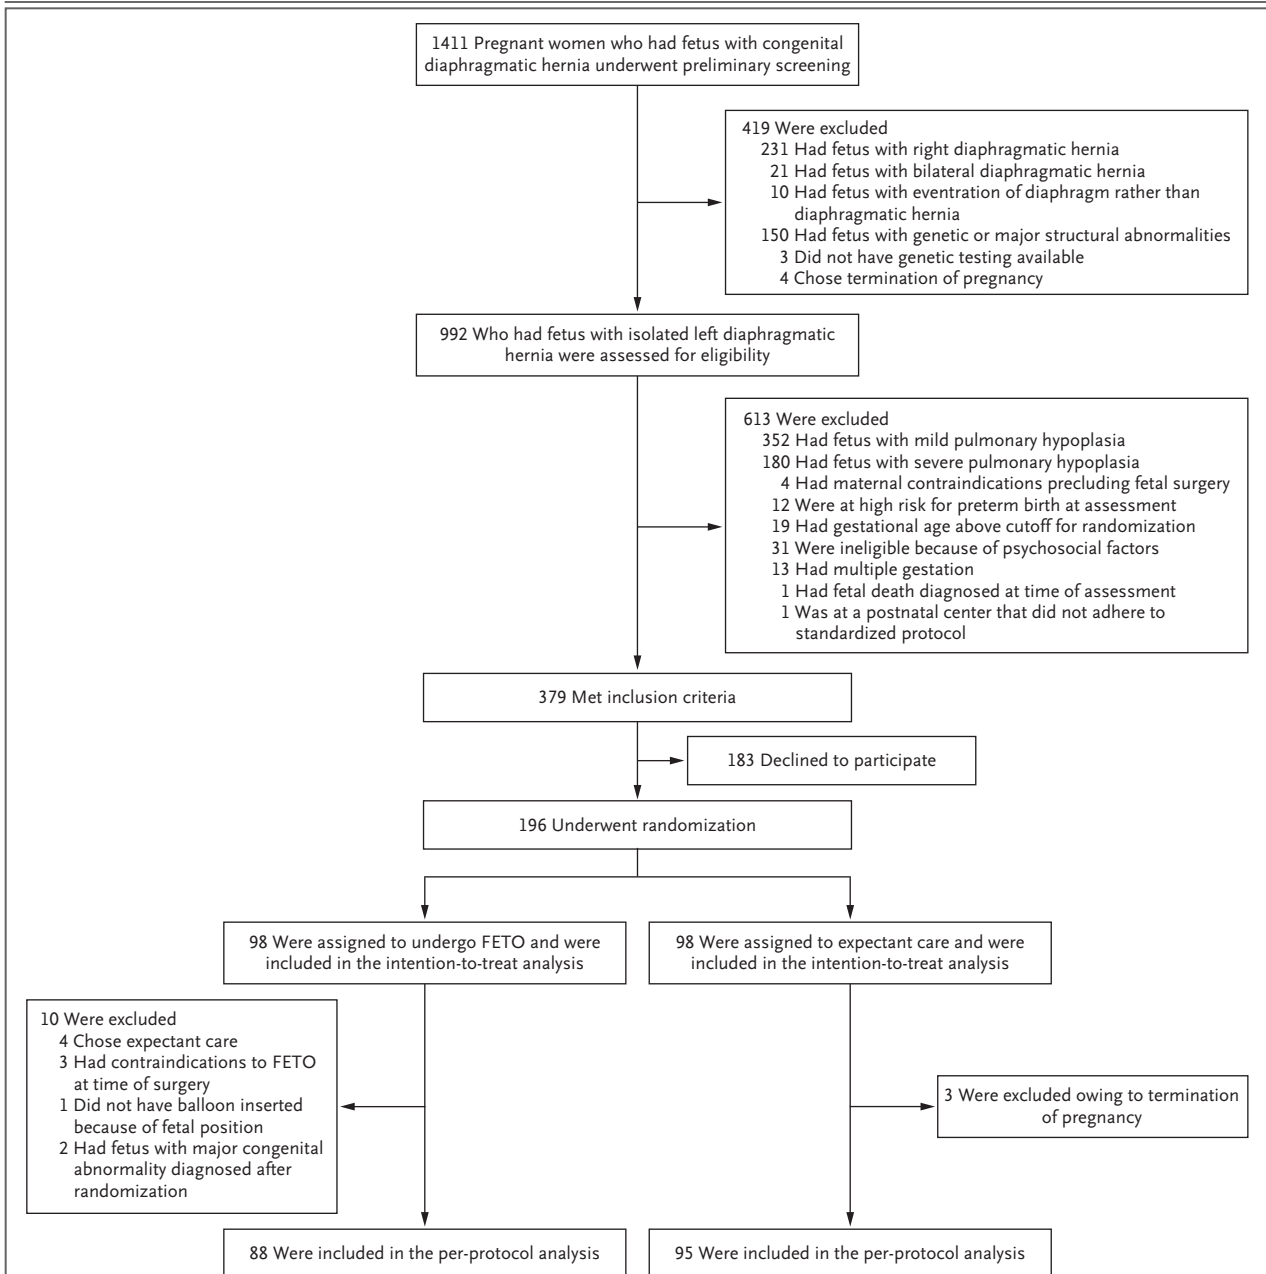 1411 Pregnant women who had fetus with congenital
diaphragmatic hernia underwent preliminary screening
419 Were excluded
231 Had fetus with right diaphragmatic hernia
21 Had fetus with bilateral diaphragmatic hernia
10 Had fetus with eventration of diaphragm rather than
diaphragmatic hernia
150 Had fetus with genetic or major structural abnormalities
3 Did not have genetic testing available
4 Chose termination of pregnancy
992 Who had fetus with isolated left diaphragmatic
hernia were assessed for eligibility
613 Were excluded
352 Had fetus with mild pulmonary hypoplasia
180 Had fetus with severe pulmonary hypoplasia
4 Had maternal contraindications precluding fetal surgery
12 Were at high risk for preterm birth at assessment
19 Had gestational age above cutoff for randomization
31 Were ineligible because of psychosocial factors
13 Had multiple gestation
1 Had fetal death diagnosed at time of assessment
1 Was at a postnatal center that did not adhere to
standardized protocol
379 Met inclusion criteria
183 Declined to participate
196 Underwent randomization
98 Were assigned to undergo FETO and were
included in the intention-to-treat analysis
98 Were assigned to expectant care and were
included in the intention-to-treat analysis
10 Were excluded
4 Chose expectant care
3 Had contraindications to FETO
at time of surgery
1 Did not have balloon inserted
because of fetal position
2 Had fetus with major congenital
abnormality diagnosed after
randomization
3 Were excluded owing to termination
of pregnancy
88 Were included in the per-protocol analysis
95 Were included in the per-protocol analysis